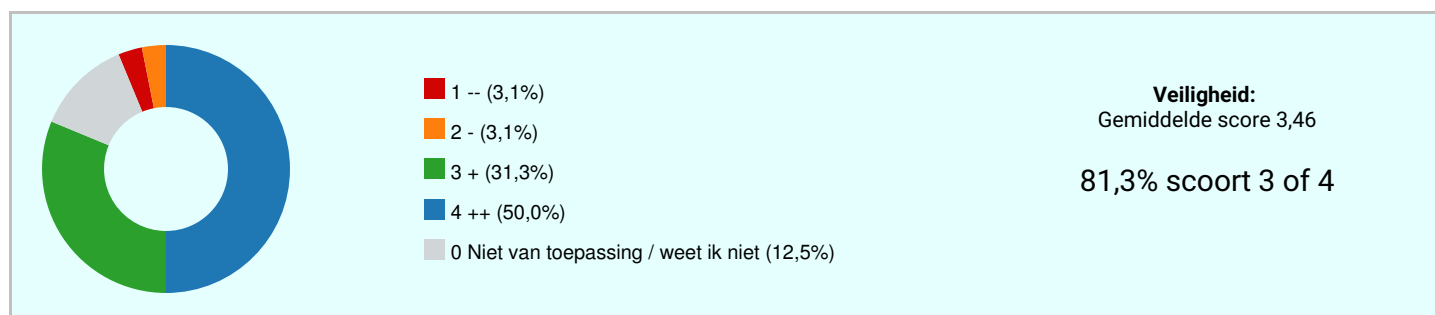 1 -- (3,1%)
2 - (3,1%)
3 + (31,3%)
4 ++ (50,0%)
0 Niet van toepassing / weet ik niet (12,5%)
Veiligheid:
Gemiddelde score 3,46
81,3% scoort 3 of 4